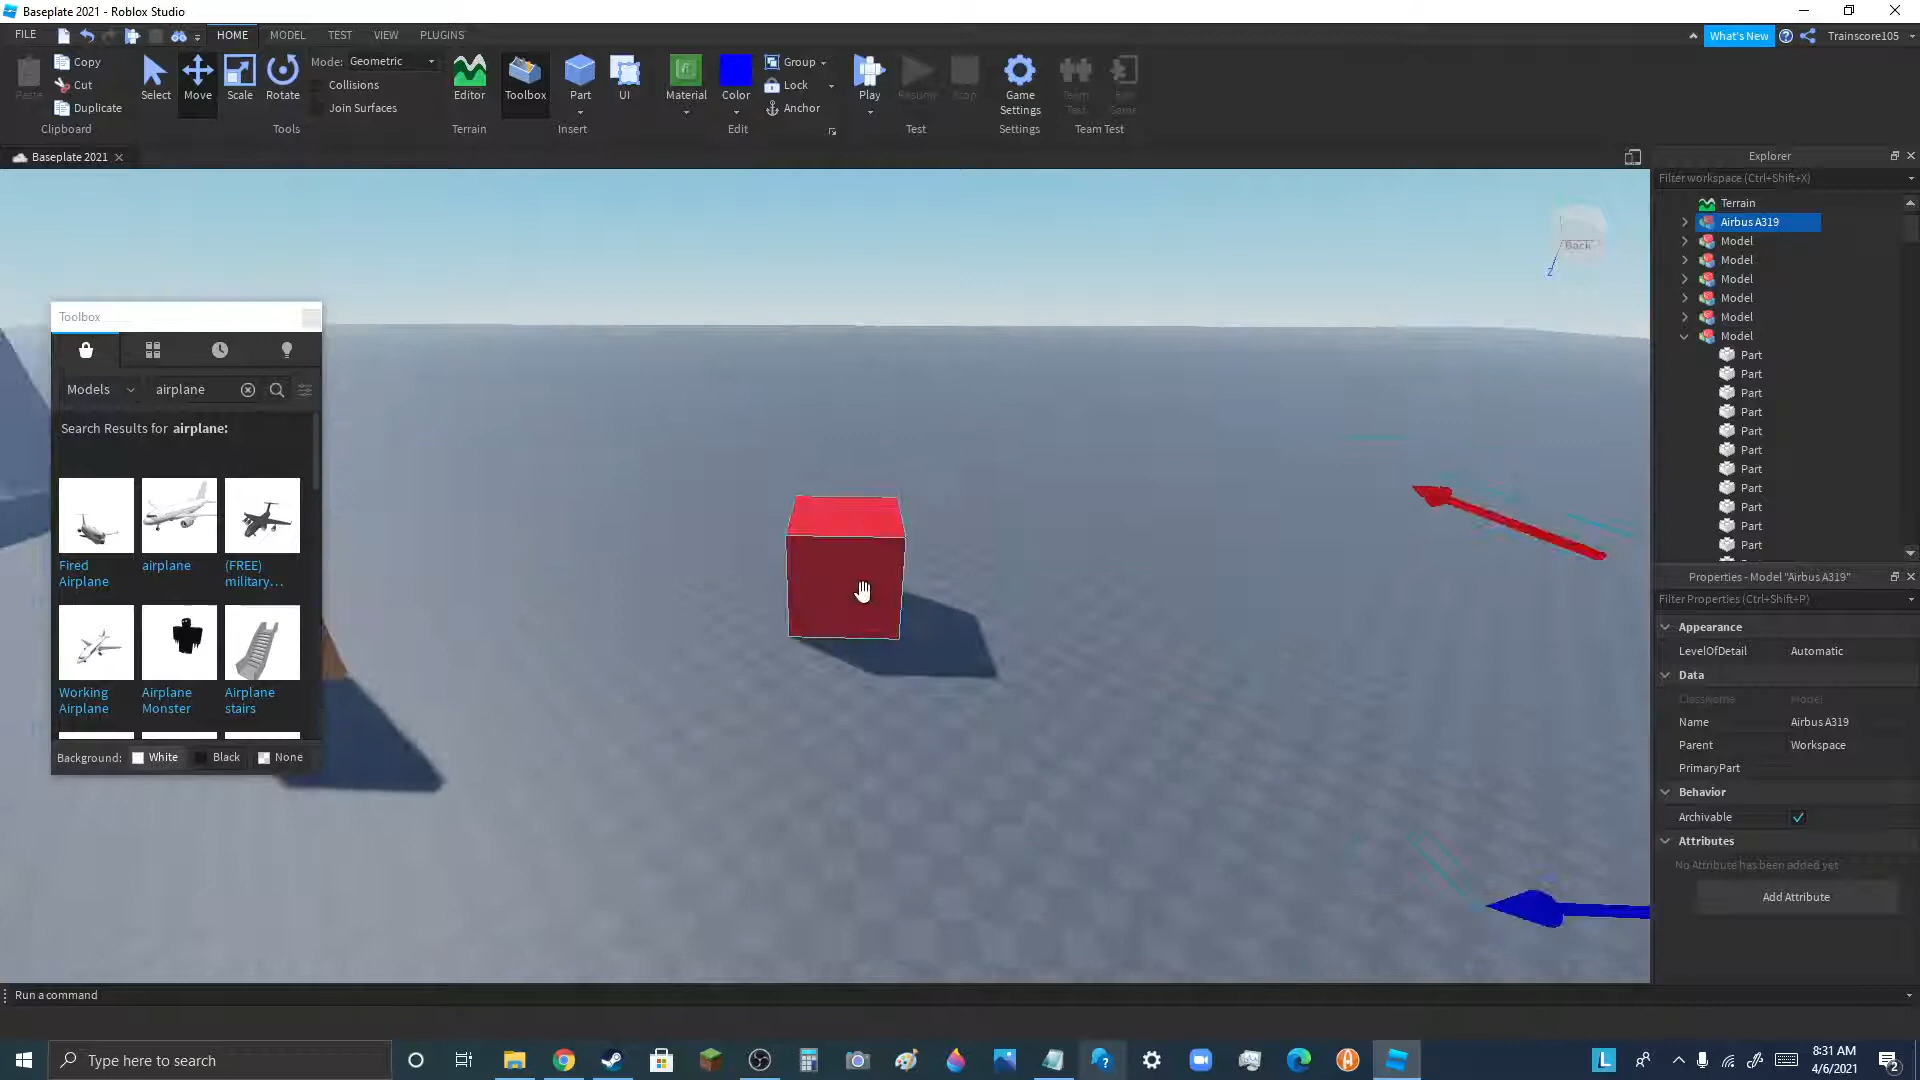 Baseplate 2021 - Roblox Studio
FILE HOME MODEL TEST VIEW PLUGINS
What's New Trainscore105
Paste
Copy
Cut
Duplicate
Clipboard
Select Move Scale Rotate
Mode: Geometric
Collisions
Join Surfaces
Tools
Editor
Terrain
Toolbox Part UI
Insert
Material Color
Group
Lock
Anchor
Edit
Play Resume Stop
Test
Game Settings
Settings
Team Test Exit Game
Team Test
Baseplate 2021
Back
Z
Toolbox
Models airplane
Search Results for airplane:
Fired Airplane
airplane
(FREE) military...
Working Airplane
Airplane Monster
Airplane stairs
Background: White Black None
Explorer
Filter workspace (Ctrl+Shift+X)
Terrain
Airbus A319
Model
Model
Model
Model
Model
Model
Part
Part
Part
Part
Part
Part
Part
Part
Part
Part
Part
Properties - Model "Airbus A319"
Filter Properties (Ctrl+Shift+P)
Appearance
LevelOfDetail Automatic
Data
ClassName Model
Name Airbus A319
Parent Workspace
PrimaryPart
Behavior
Archivable
Attributes
No Attribute has been added yet
Add Attribute
Run a command
Type here to search
L
8:31 AM
4/6/2021
2